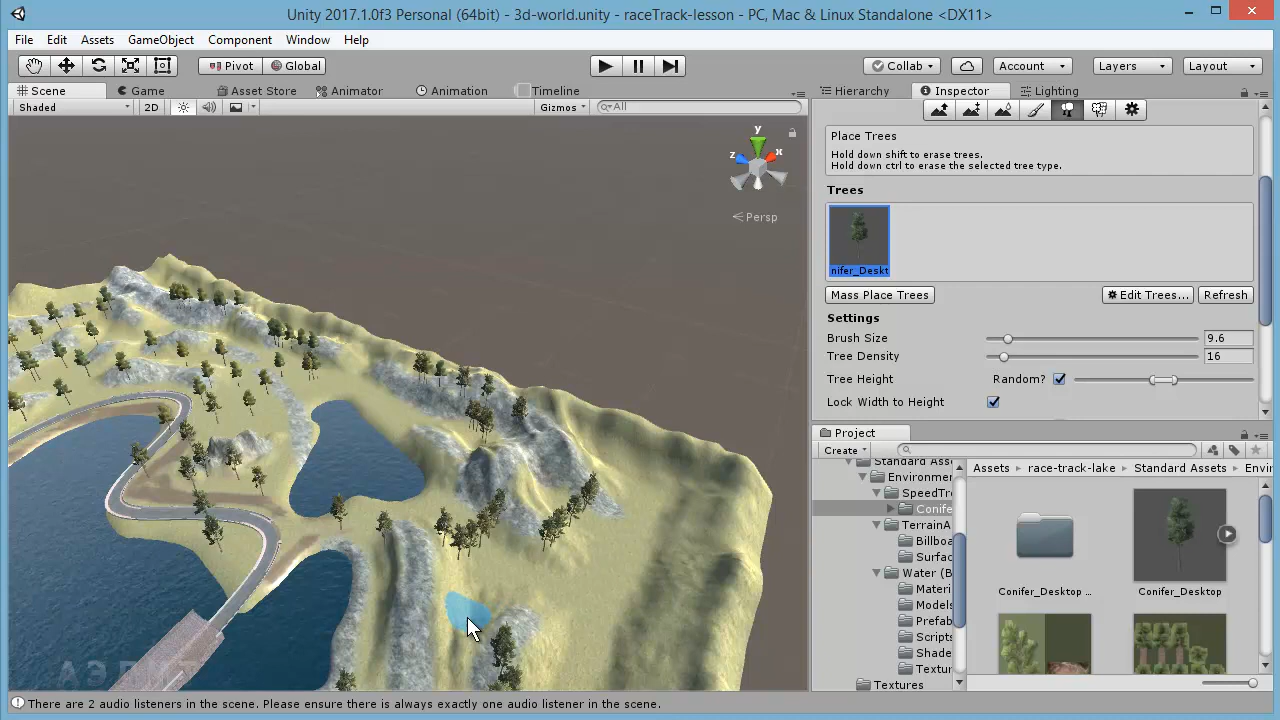 Unity 2017.1.0f3 Personal (64bit) - 3d-world.unity - raceTrack-lesson - PC, Mac & Linux Standalone <DX11>
File Edit Assets GameObject Component Window Help
Pivot Global Collab Account Layers Layout
Scene Game Asset Store Animator Animation Timeline Hierarchy Inspector Lighting
Shaded 2D Gizmos All
Place Trees
Hold down shift to erase trees.
Hold down ctrl to erase the selected tree type.
Trees
nifer_Deskt
Mass Place Trees Edit Trees... Refresh
Settings
Brush Size 9.6
Tree Density 16
Tree Height Random?
Lock Width to Height
y
z x
Persp
Project
Create
Standard Ass
Environme
SpeedTre
Conife
TerrainA
Billboa
Surfac
Water (B
Materi
Models
Prefab
Scripts
Shade
Textur
Textures
Assets race-track-lake Standard Assets Envir
Conifer_Desktop ... Conifer_Desktop
There are 2 audio listeners in the scene. Please ensure there is always exactly one audio listener in the scene.